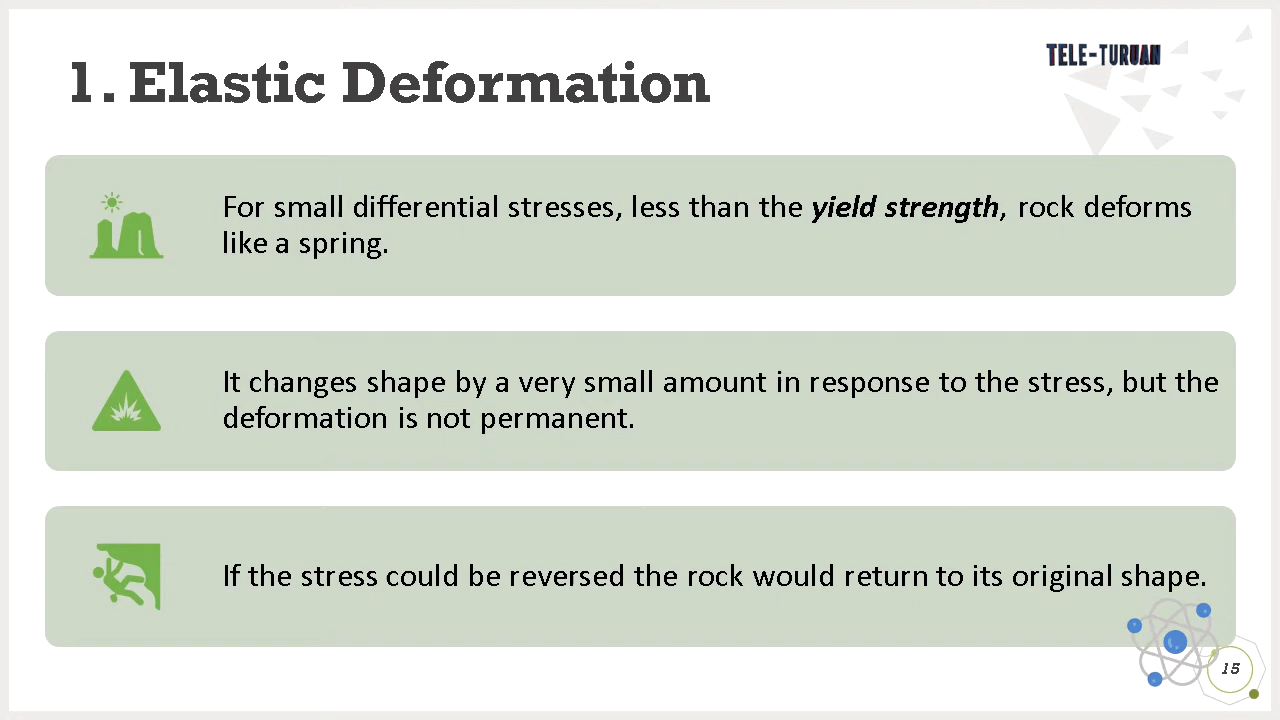 1. Elastic Deformation
TELE-TURUAN
For small differential stresses, less than the yield strength, rock deforms
like a spring.
It changes shape by a very small amount in response to the stress, but the
deformation is not permanent.
If the stress could be reversed the rock would return to its original shape.
15